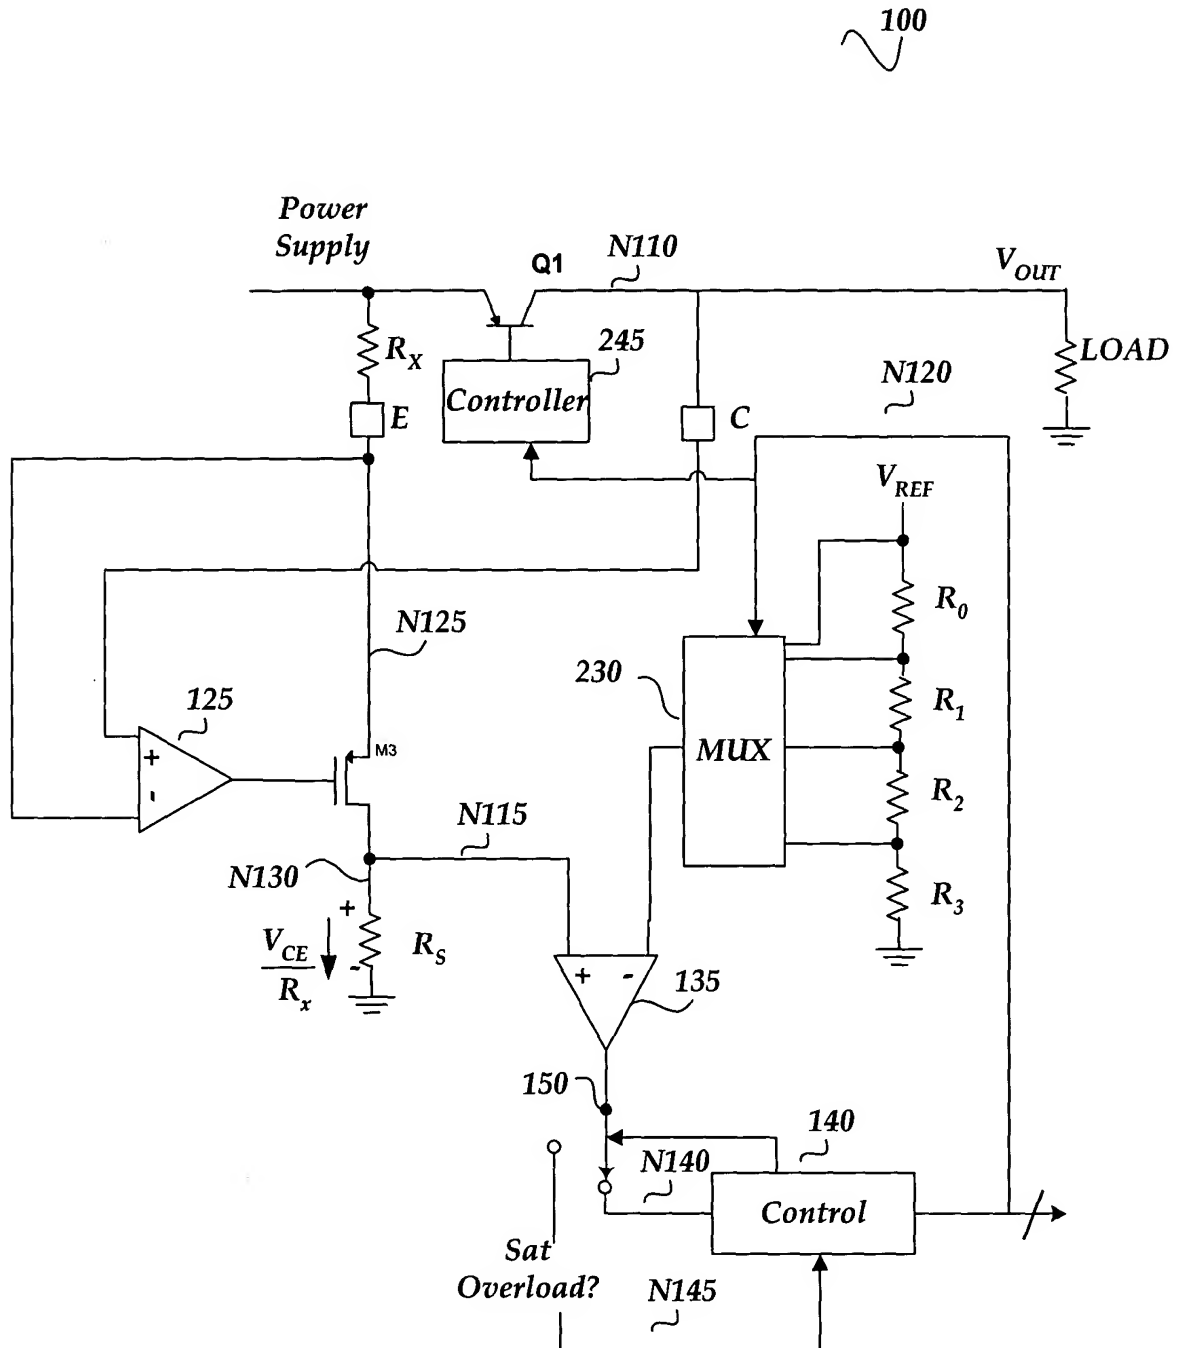 100
Power
Supply
Q1
N110
V_OUT
R_X
245
LOAD
Controller
E
C
N120
V_REF
R_0
N125
230
R_1
125
M3
MUX
+
-
R_2
N115
N130
R_3
+
V_CE
R_x
-
R_S
+ -
135
150
140
N140
Control
Sat
Overload?
N145